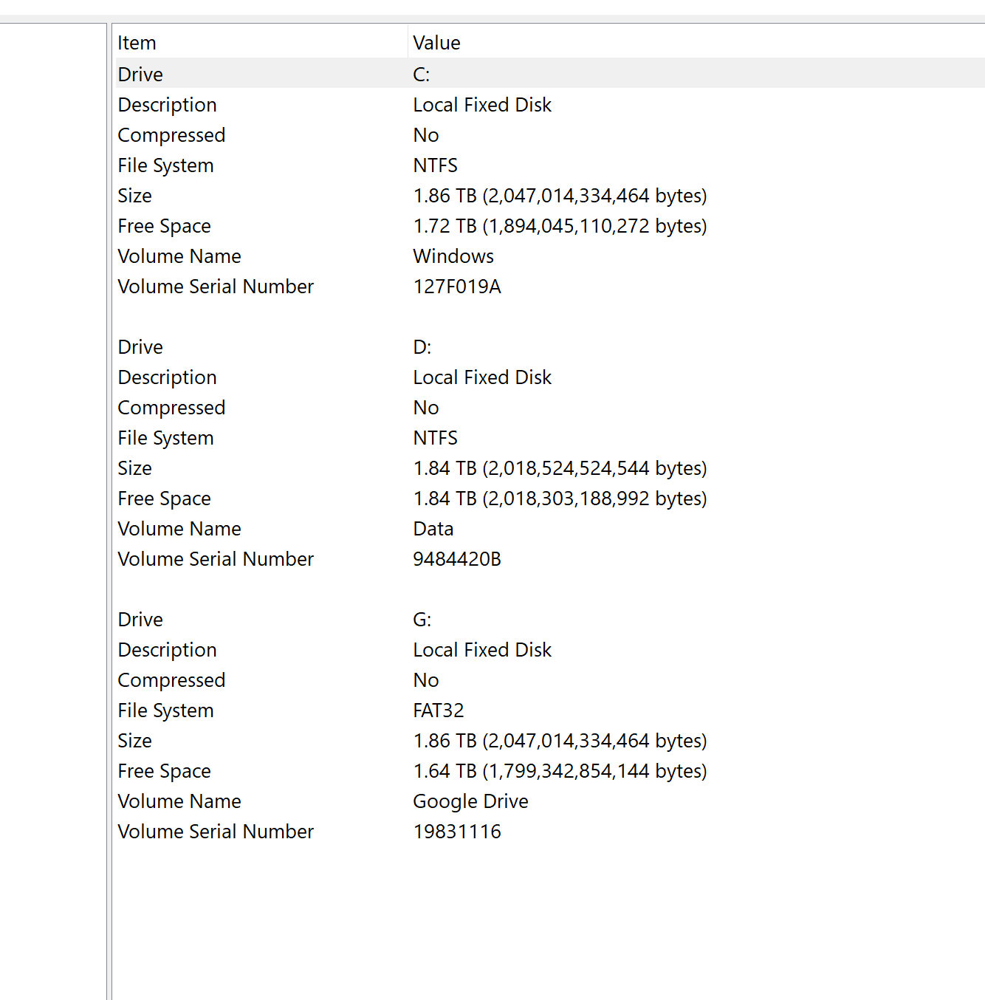 Item Value
Drive C:
Description Local Fixed Disk
Compressed No
File System NTFS
Size 1.86 TB (2,047,014,334,464 bytes)
Free Space 1.72 TB (1,894,045,110,272 bytes)
Volume Name Windows
Volume Serial Number 127F019A
Drive D:
Description Local Fixed Disk
Compressed No
File System NTFS
Size 1.84 TB (2,018,524,524,544 bytes)
Free Space 1.84 TB (2,018,303,188,992 bytes)
Volume Name Data
Volume Serial Number 9484420B
Drive G:
Description Local Fixed Disk
Compressed No
File System FAT32
Size 1.86 TB (2,047,014,334,464 bytes)
Free Space 1.64 TB (1,799,342,854,144 bytes)
Volume Name Google Drive
Volume Serial Number 19831116